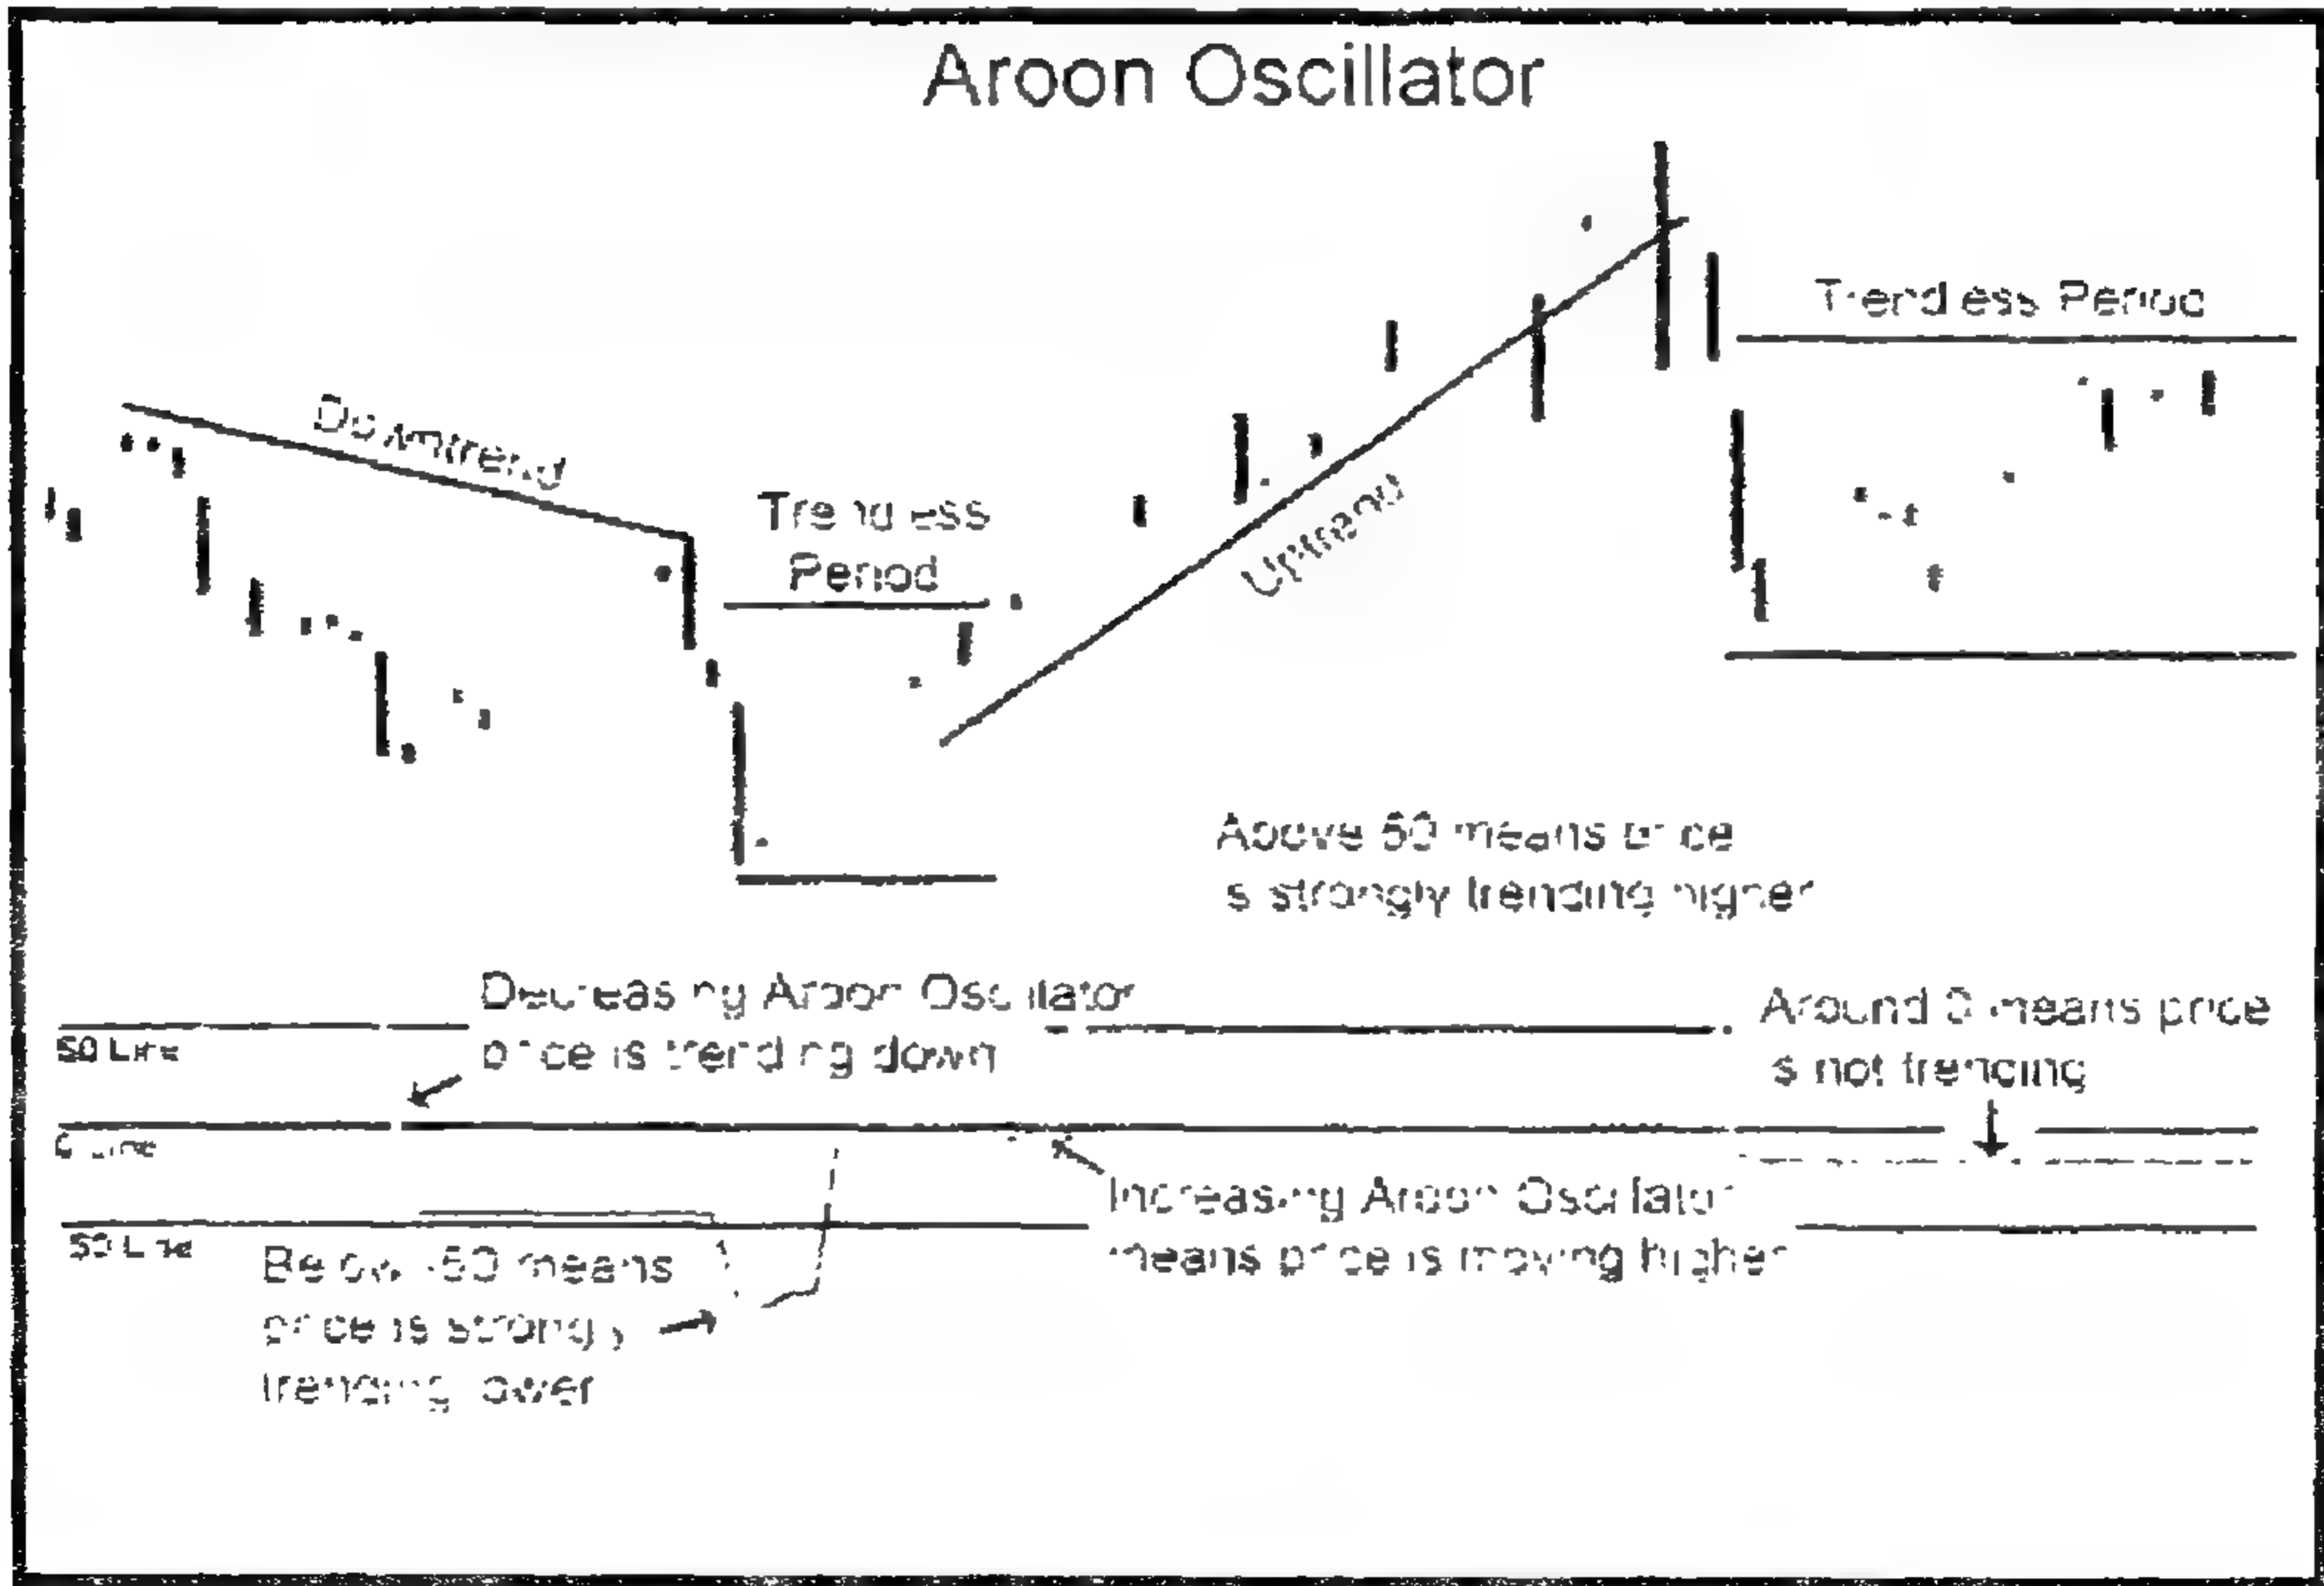 Aroon Oscillator
Trendless Period
Downtrend
Trendless
Period
Uptrend
Above 50 means price
is strongly trending higher
Decreasing Aroon Oscillator
price is trending down
Around 0 means price
is not trending
50 Line
0 Line
Increasing Aroon Oscillator
means price is moving higher
50 Line
Below -50 means
price is strongly
trending lower